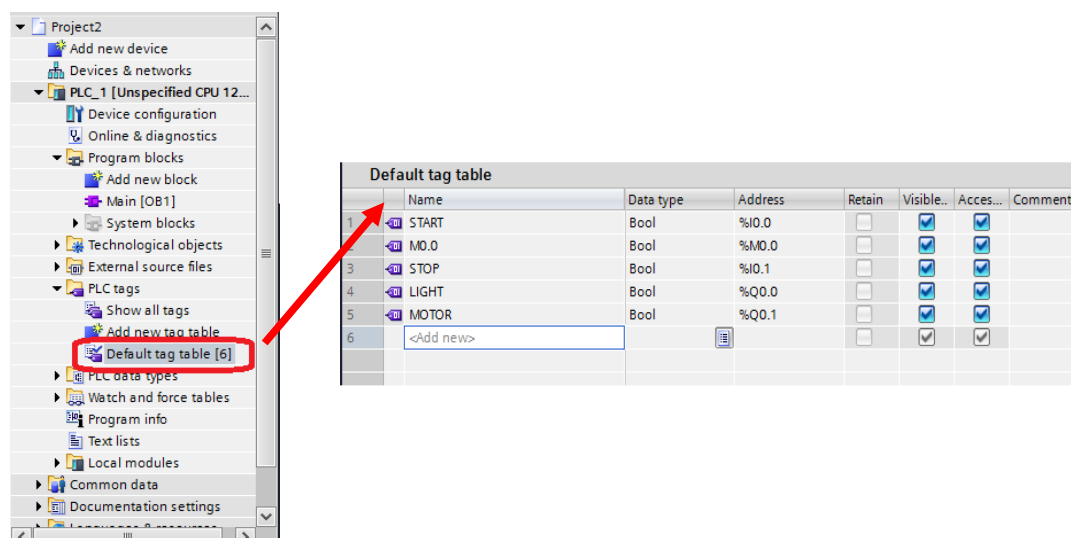 Project2
Add new device
Devices & networks
PLC_1 [Unspecified CPU 12...
Device configuration
Online & diagnostics
Program blocks
Add new block
Main [OB1]
System blocks
Technological objects
External source files
PLC tags
Show all tags
Add new tag table
Default tag table [6]
PLC data types
Watch and force tables
Program info
Text lists
Local modules
Common data
Documentation settings
Languages & resources
Default tag table
Name Data type Address Retain Visible.. Acces... Comment
1 START Bool %I0.0
M0.0 Bool %M0.0
3 STOP Bool %I0.1
4 LIGHT Bool %Q0.0
5 MOTOR Bool %Q0.1
6 <Add new>